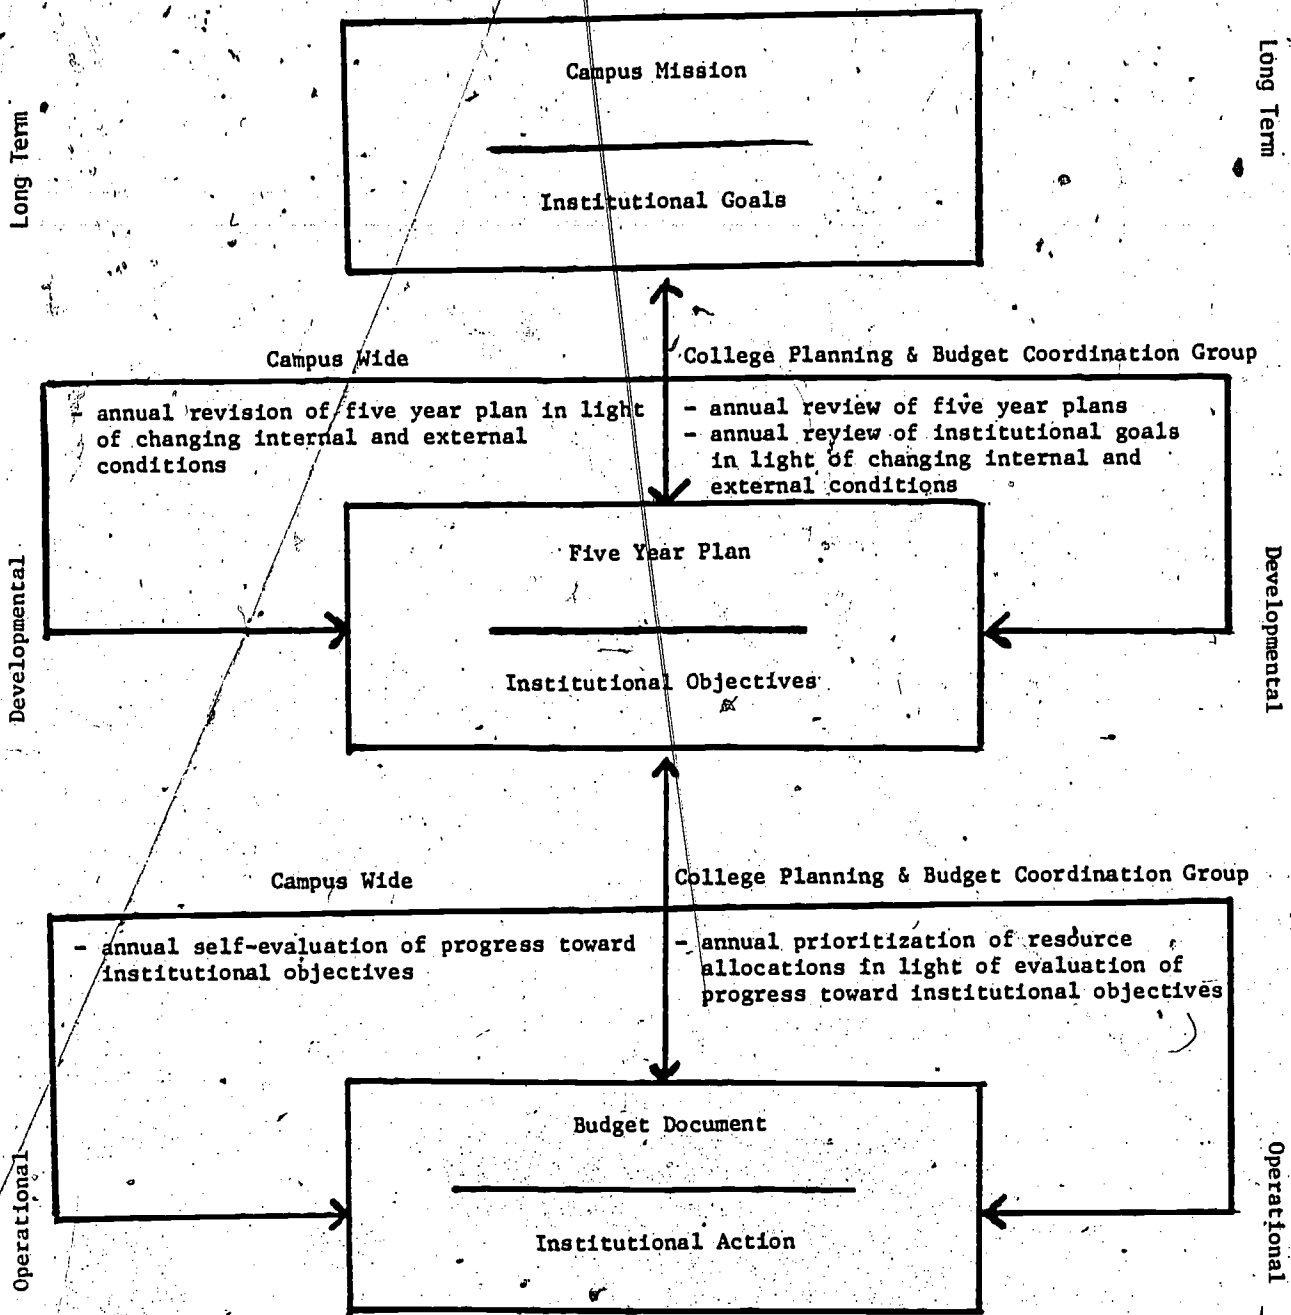 Long Term
Long Term
Campus Mission
Institutional Goals
Campus Wide
College Planning & Budget Coordination Group
- annual revision of five year plan in light
of changing internal and external
conditions
- annual review of five year plans
- annual review of institutional goals
in light of changing internal and
external conditions
Developmental
Developmental
Five Year Plan
Institutional Objectives
Campus Wide
College Planning & Budget Coordination Group
- annual self-evaluation of progress toward
institutional objectives
- annual prioritization of resource
allocations in light of evaluation of
progress toward institutional objectives
Operational
Operational
Budget Document
Institutional Action